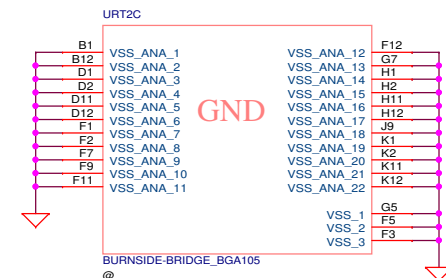 URT2C
B1 VSS_ANA_1 VSS_ANA_12 F12
B12 VSS_ANA_2 VSS_ANA_13 G7
D1 VSS_ANA_3 VSS_ANA_14 H1
D2 VSS_ANA_4 VSS_ANA_15 H2
D11 VSS_ANA_5 VSS_ANA_16 H11
D12 VSS_ANA_6 VSS_ANA_17 H12
F1 VSS_ANA_7 VSS_ANA_18 J9
F2 VSS_ANA_8 VSS_ANA_19 K1
F7 VSS_ANA_9 VSS_ANA_20 K2
F9 VSS_ANA_10 VSS_ANA_21 K11
F11 VSS_ANA_11 VSS_ANA_22 K12
GND
VSS_1 G5
VSS_2 F5
VSS_3 F3
BURNSIDE-BRIDGE_BGA105
@